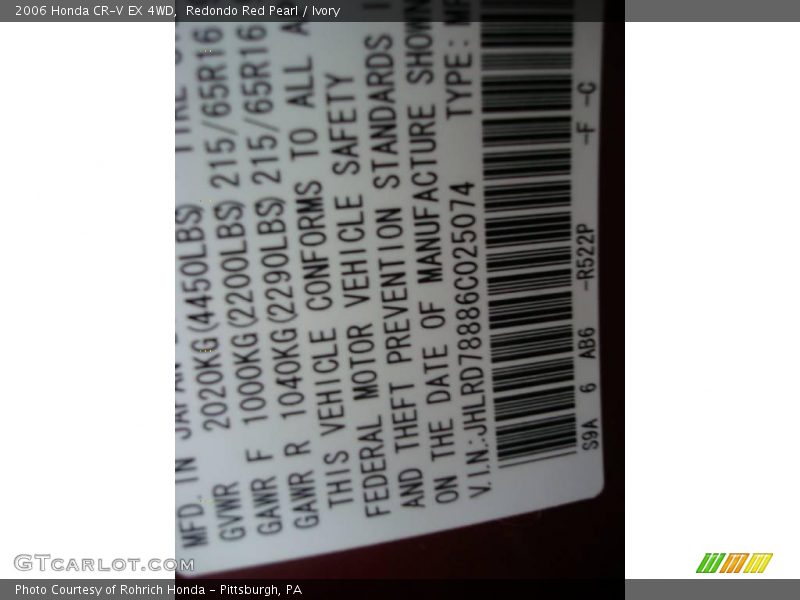 2006 Honda CR-V EX 4WD, Redondo Red Pearl / Ivory
MFD. IN JAPAN
GVWR 2020KG(4450LBS)
GAWR F 1000KG(2200LBS) 215/65R16
GAWR R 1040KG(2290LBS) 215/65R16
THIS VEHICLE CONFORMS TO ALL
FEDERAL MOTOR VEHICLE SAFETY
AND THEFT PREVENTION STANDARDS
ON THE DATE OF MANUFACTURE SHOWN
V.I.N.:JHLRD78886C025074 TYPE:
S9A 6 AB6 -R522P -F -C
GTcarlot.com
Photo Courtesy of Rohrich Honda - Pittsburgh, PA